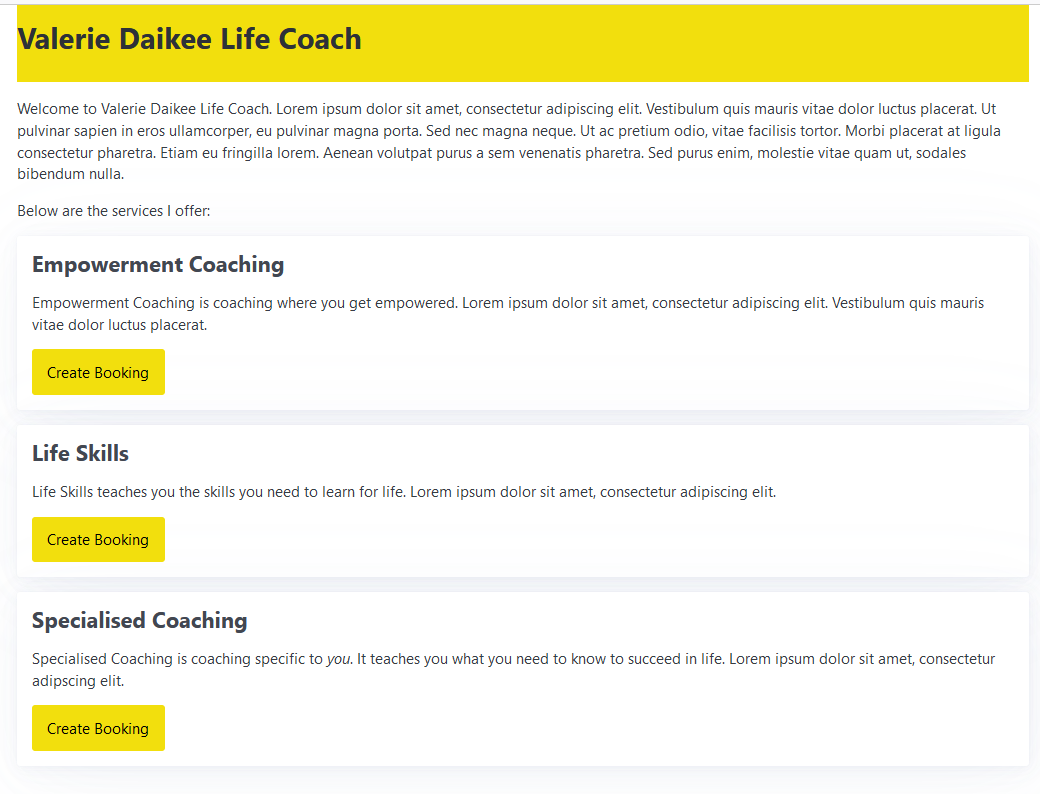 Valerie Daikee Life Coach
Welcome to Valerie Daikee Life Coach. Lorem ipsum dolor sit amet, consectetur adipiscing elit. Vestibulum quis mauris vitae dolor luctus placerat. Ut
pulvinar sapien in eros ullamcorper, eu pulvinar magna porta. Sed nec magna neque. Ut ac pretium odio, vitae facilisis tortor. Morbi placerat at ligula
consectetur pharetra. Etiam eu fringilla lorem. Aenean volutpat purus a sem venenatis pharetra. Sed purus enim, molestie vitae quam ut, sodales
bibendum nulla.
Below are the services I offer:
Empowerment Coaching
Empowerment Coaching is coaching where you get empowered. Lorem ipsum dolor sit amet, consectetur adipiscing elit. Vestibulum quis mauris
vitae dolor luctus placerat.
Create Booking
Life Skills
Life Skills teaches you the skills you need to learn for life. Lorem ipsum dolor sit amet, consectetur adipiscing elit.
Create Booking
Specialised Coaching
Specialised Coaching is coaching specific to you. It teaches you what you need to know to succeed in life. Lorem ipsum dolor sit amet, consectetur
adipscing elit.
Create Booking